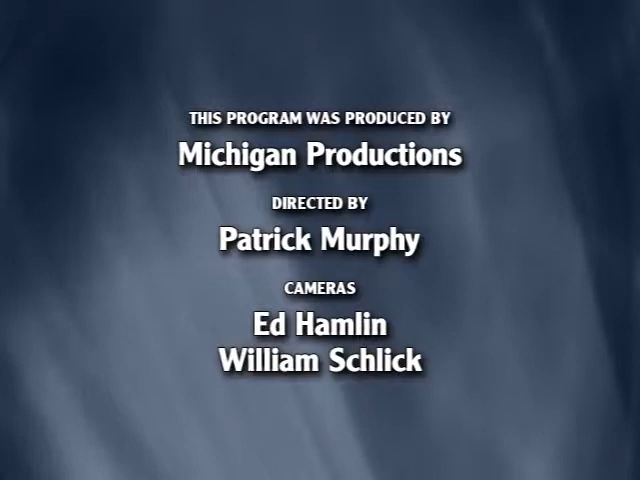 THIS PROGRAM WAS PRODUCED BY
Michigan Productions
DIRECTED BY
Patrick Murphy
CAMERAS
Ed Hamlin
William Schlick